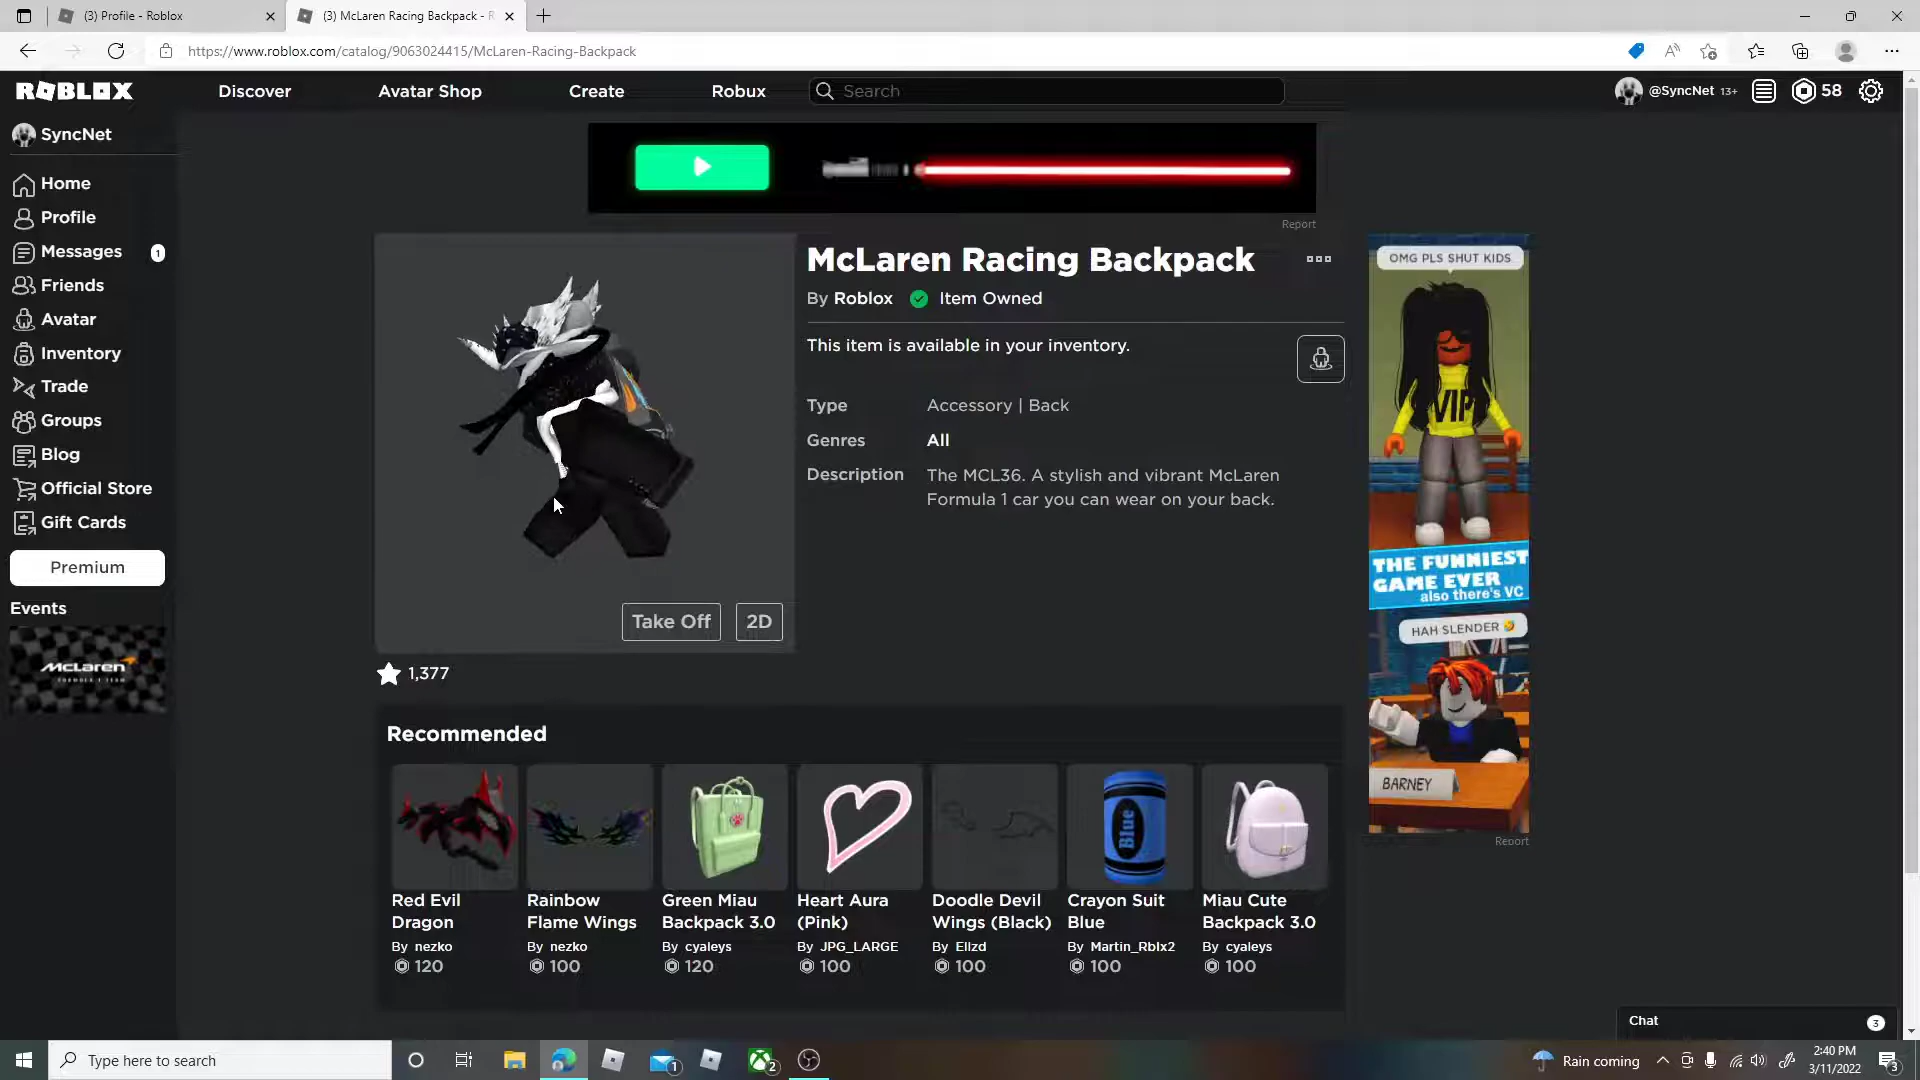 (3) Profile - Roblox
(3) McLaren Racing Backpack - R
https://www.roblox.com/catalog/9063024415/McLaren-Racing-Backpack
ROBLOX
Discover
Avatar Shop
Create
Robux
Search
@SyncNet 13+
58
SyncNet
Home
Profile
Messages 1
Friends
Avatar
Inventory
Trade
Groups
Blog
Official Store
Gift Cards
Premium
Events
McLaren
FORMULA 1 TEAM
Report
McLaren Racing Backpack
By Roblox Item Owned
This item is available in your inventory.
Type Accessory | Back
Genres All
Description The MCL36. A stylish and vibrant McLaren
Formula 1 car you can wear on your back.
Take Off
2D
1,377
OMG PLS SHUT KIDS
VIP
THE FUNNIEST
GAME EVER
also there's VC
HAH SLENDER 🤣
BARNEY
Report
Recommended
Blue
Red Evil
Dragon
By nezko
120
Rainbow
Flame Wings
By nezko
100
Green Miau
Backpack 3.0
By cyaleys
120
Heart Aura
(Pink)
By JPG_LARGE
100
Doodle Devil
Wings (Black)
By Ellzd
100
Crayon Suit
Blue
By Martin_Rblx2
100
Miau Cute
Backpack 3.0
By cyaleys
100
Chat 3
Type here to search
1
2
Rain coming
2:40 PM
3/11/2022
3